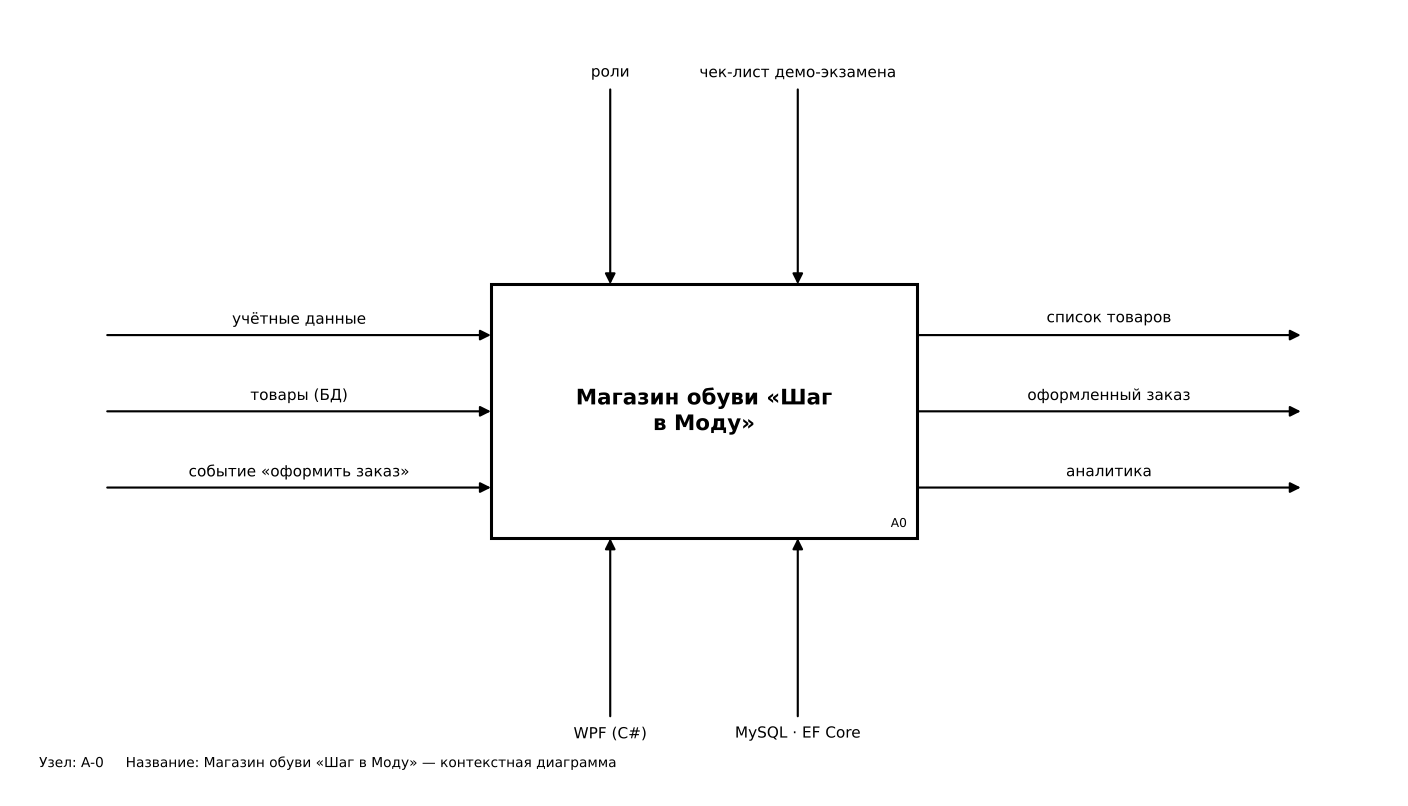 роли
чек-лист демо-экзамена
учётные данные
список товаров
товары (БД)
оформленный заказ
Магазин обуви «Шаг
в Моду»
событие «оформить заказ»
аналитика
A0
WPF (C#)
MySQL · EF Core
Узел: A-0 Название: Магазин обуви «Шаг в Моду» — контекстная диаграмма